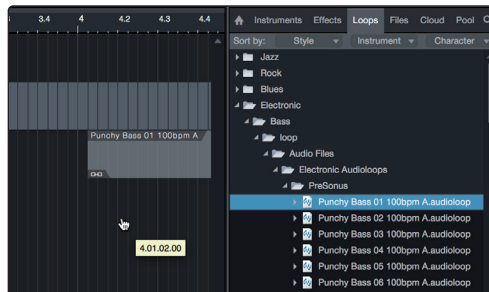 3.4 4 4.2 4.3 4.4
Punchy Bass 01 100bpm A
4.01.02.00
Instruments Effects Loops Files Cloud Pool
Sort by: Style Instrument Character
Jazz
Rock
Blues
Electronic
Bass
loop
Audio Files
Electronic Audioloops
PreSonus
Punchy Bass 01 100bpm A.audioloop
Punchy Bass 02 100bpm A.audioloop
Punchy Bass 03 100bpm A.audioloop
Punchy Bass 04 100bpm A.audioloop
Punchy Bass 05 100bpm A.audioloop
Punchy Bass 06 100bpm A.audioloop